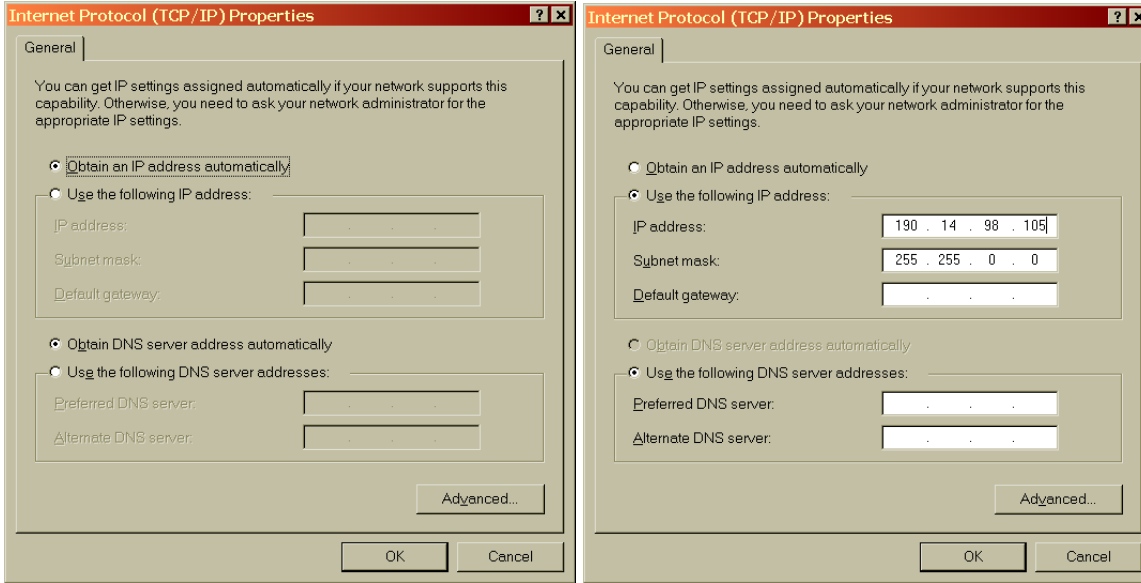 Internet Protocol (TCP/IP) Properties
General
You can get IP settings assigned automatically if your network supports this
capability. Otherwise, you need to ask your network administrator for the
appropriate IP settings.
Obtain an IP address automatically
Use the following IP address:
IP address:
Subnet mask:
Default gateway:
Obtain DNS server address automatically
Use the following DNS server addresses:
Preferred DNS server:
Alternate DNS server:
Advanced...
OK Cancel
Internet Protocol (TCP/IP) Properties
General
You can get IP settings assigned automatically if your network supports this
capability. Otherwise, you need to ask your network administrator for the
appropriate IP settings.
Obtain an IP address automatically
Use the following IP address:
IP address: 190 . 14 . 98 . 105
Subnet mask: 255 . 255 . 0 . 0
Default gateway: . . .
Obtain DNS server address automatically
Use the following DNS server addresses:
Preferred DNS server: . . .
Alternate DNS server: . . .
Advanced...
OK Cancel